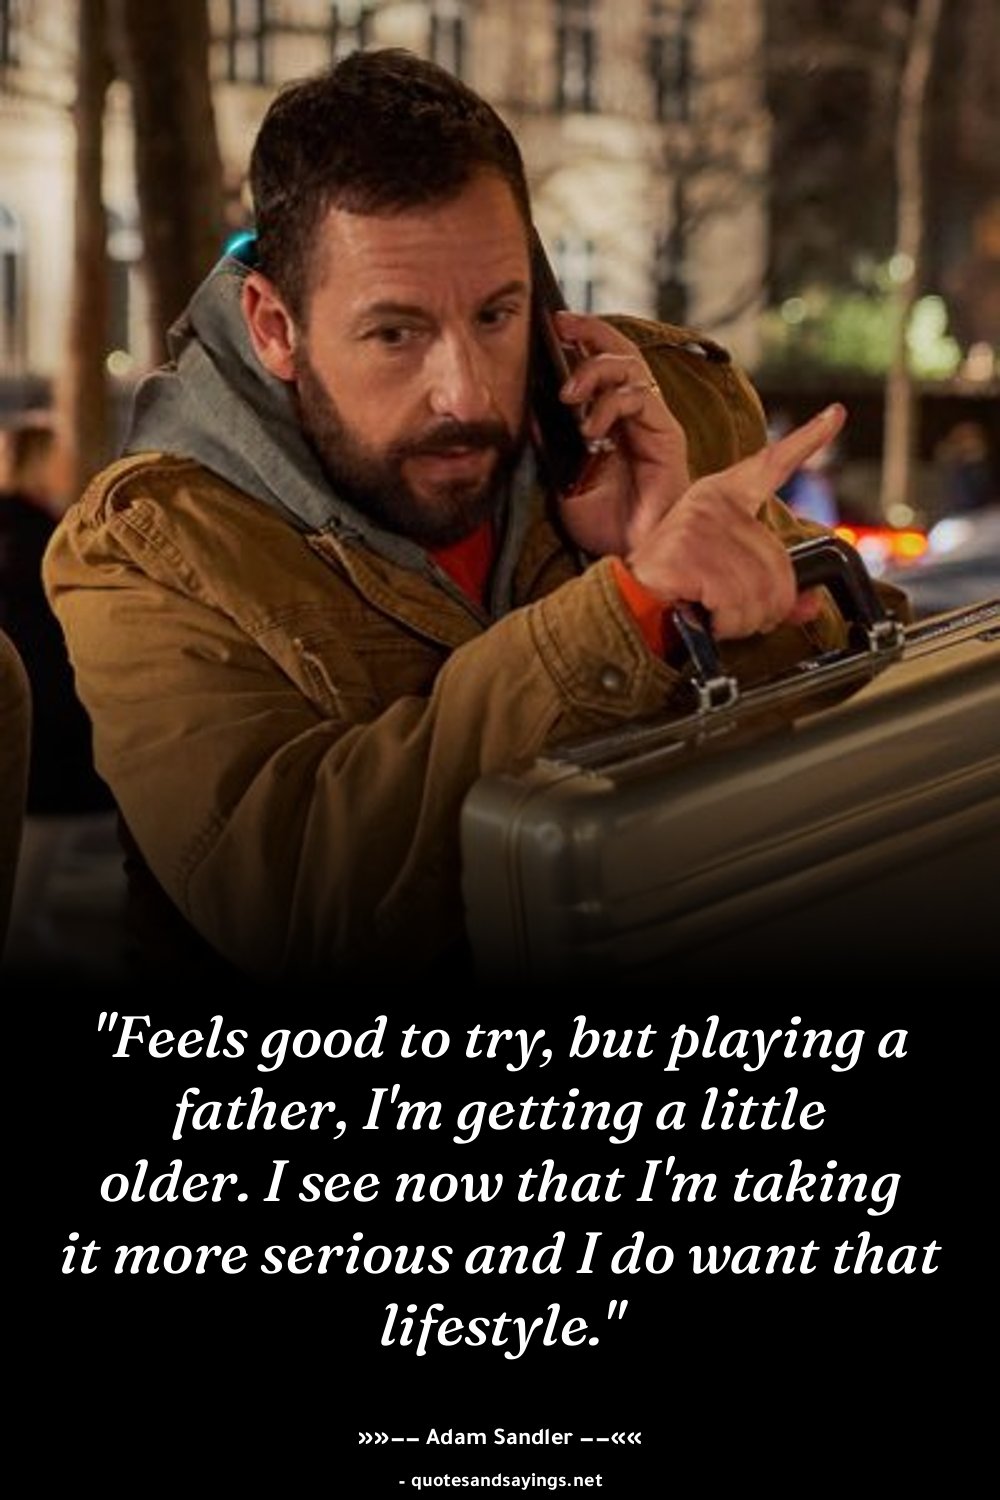 "Feels good to try, but playing a
father, I'm getting a little
older. I see now that I'm taking
it more serious and I do want that
lifestyle."
»»–– Adam Sandler ––««
- quotesandsayings.net